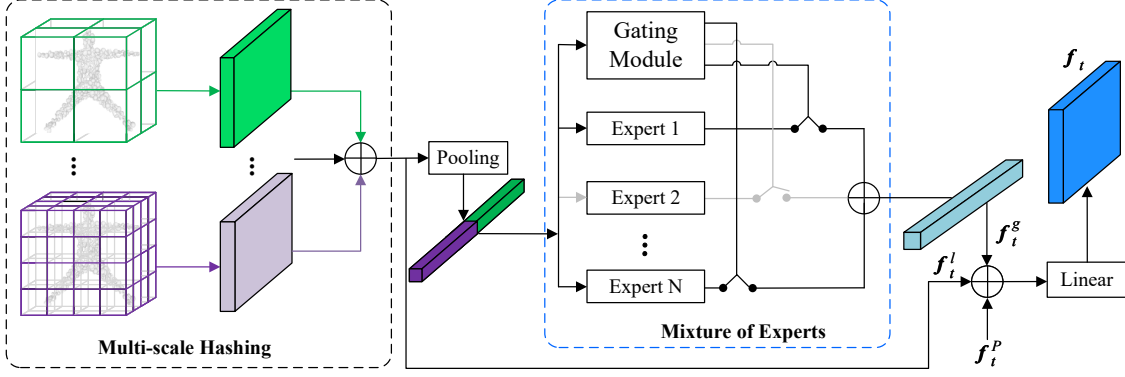 Gating
Module
f_t
Expert 1
Pooling
Expert 2
f_t^g
f_t^l
Expert N
Linear
Mixture of Experts
Multi-scale Hashing
f_t^P